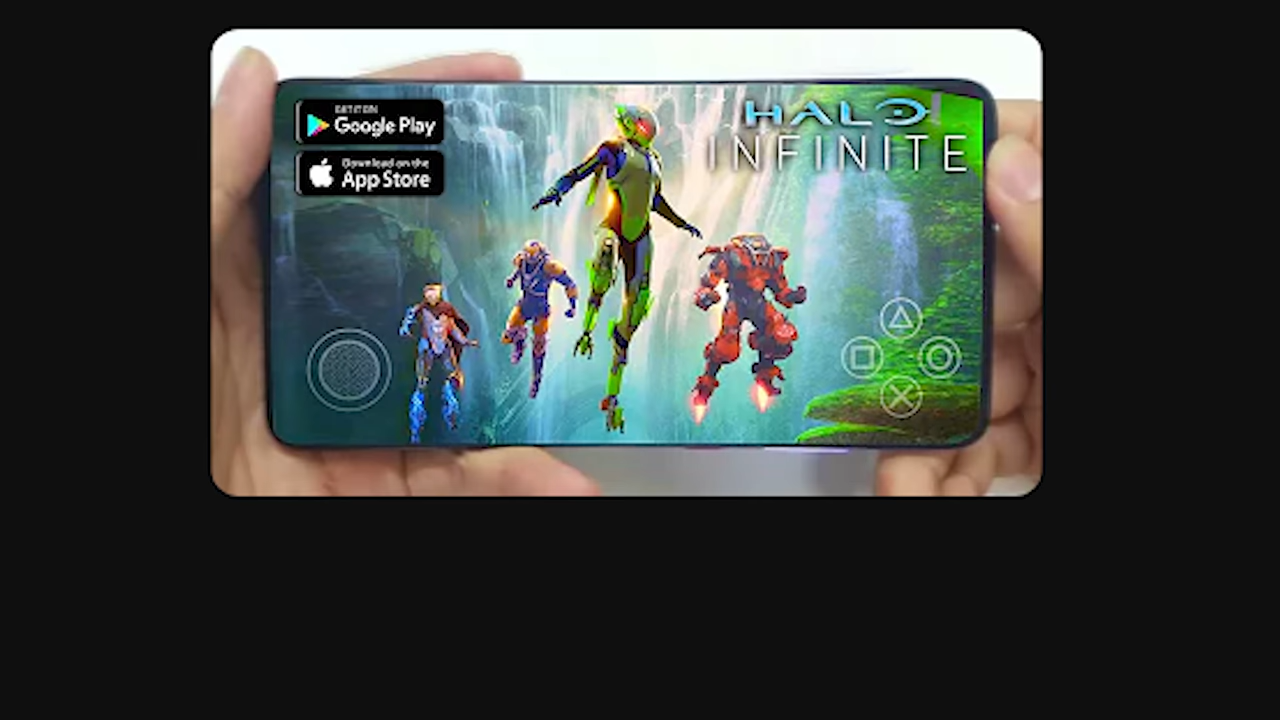 GET IT ON
Google Play
Download on the
App Store
HALO
INFINITE